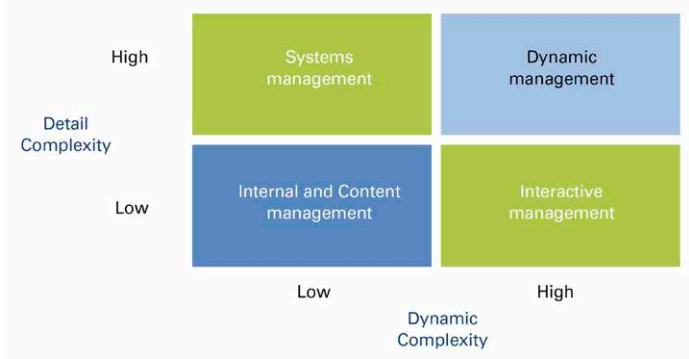 High
Systems
management
Dynamic
management
Detail
Complexity
Low
Internal and Content
management
Interactive
management
Low
High
Dynamic
Complexity